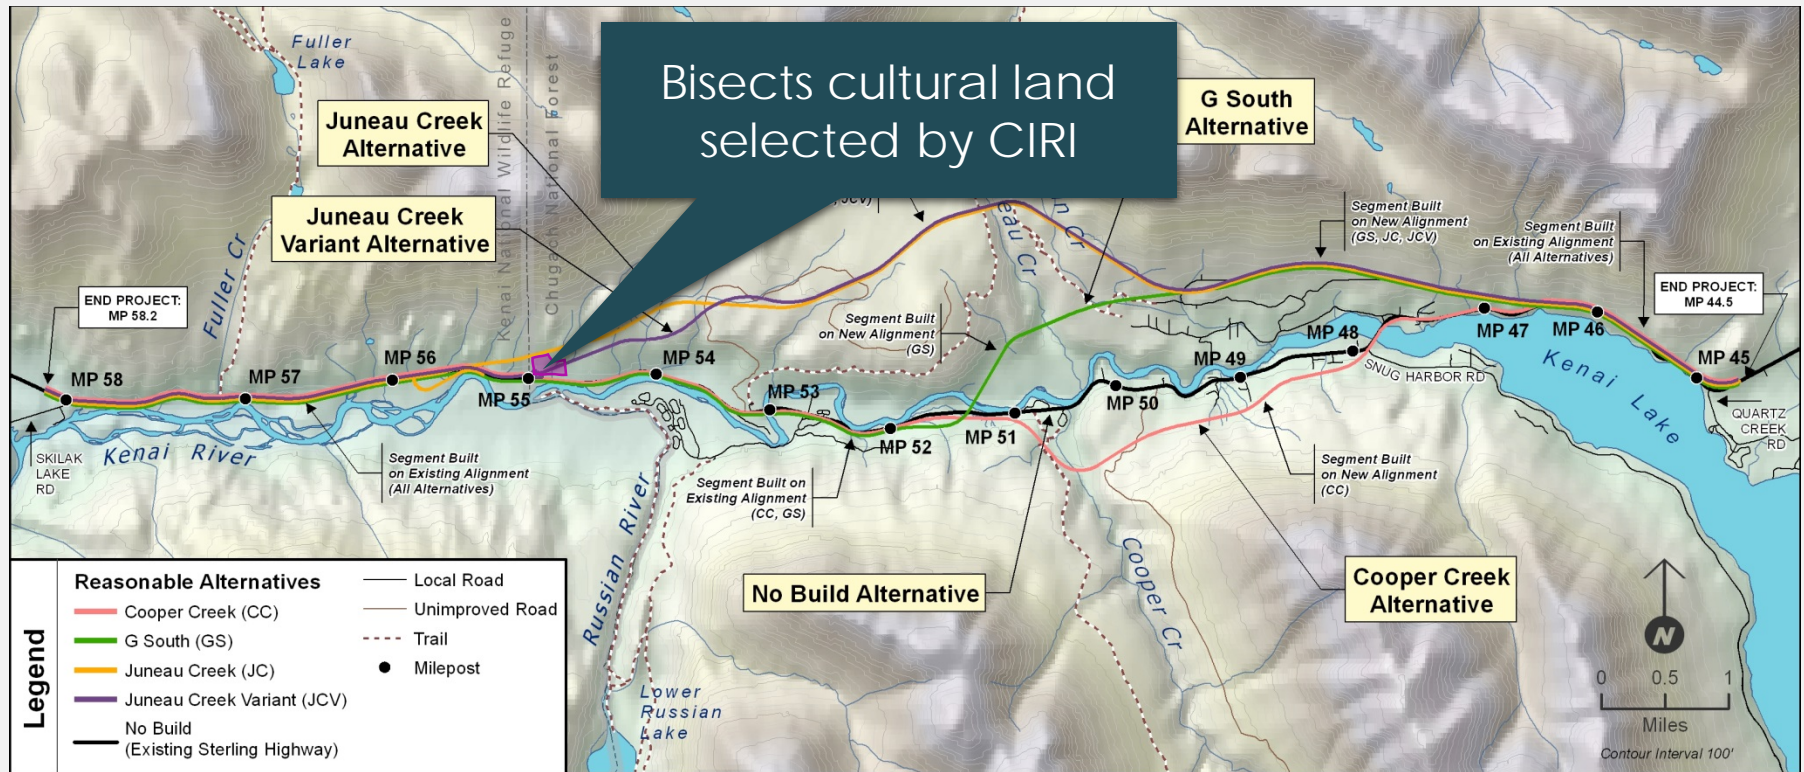 Bisects cultural land
selected by CIRI
Fuller
Lake
Juneau Creek
Alternative
Juneau Creek
Variant Alternative
Kenai National Wildlife Refuge
Chugach National Forest
G South
Alternative
JCV)
eau Cr
Cr
Segment Built
on New Alignment
(GS, JC, JCV)
Segment Built
on Existing Alignment
(All Alternatives)
END PROJECT:
MP 58.2
Fuller Cr
END PROJECT:
MP 44.5
Segment Built
on New Alignment
(GS)
MP 58
MP 57
MP 56
MP 55
MP 54
MP 53
MP 52
MP 51
MP 50
MP 49
MP 48
MP 47
MP 46
MP 45
SNUG HARBOR RD
Kenai Lake
QUARTZ
CREEK
RD
SKILAK
LAKE
RD
Kenai River
Segment Built
on Existing Alignment
(All Alternatives)
Segment Built on
Existing Alignment
(CC, GS)
Segment Built
on New Alignment
(CC)
Russian River
Cooper Cr
No Build Alternative
Cooper Creek
Alternative
Lower
Russian
Lake
Legend
Reasonable Alternatives
Cooper Creek (CC)
G South (GS)
Juneau Creek (JC)
Juneau Creek Variant (JCV)
No Build
(Existing Sterling Highway)
Local Road
Unimproved Road
Trail
Milepost
N
0 0.5 1
Miles
Contour Interval 100'